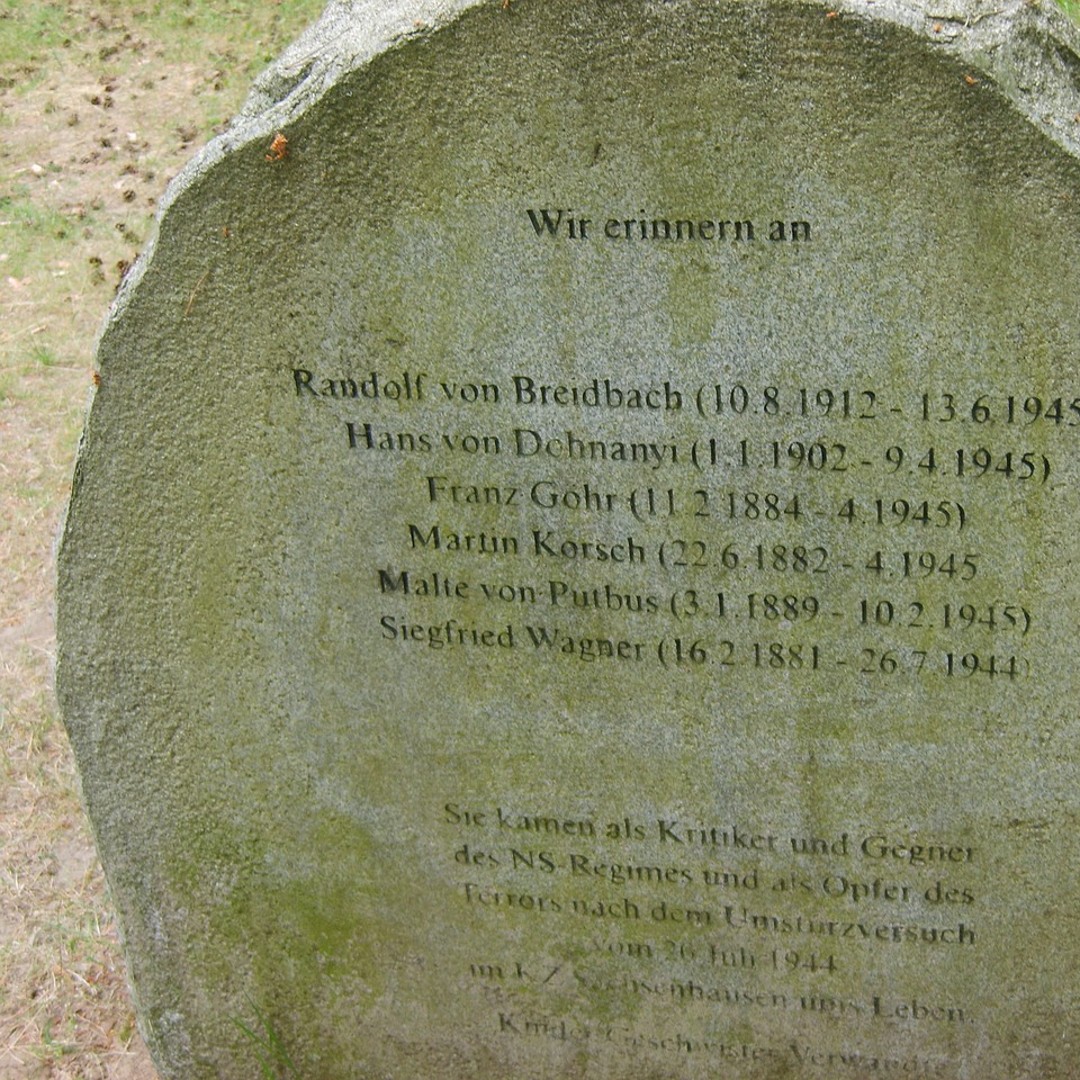 Wir erinnern an
Randolf von Breidbach (10.8.1912 - 13.6.1945
Hans von Dohnanyi (1.1.1902 - 9.4.1945)
Franz Gohr (11.2.1884 - 4.1945)
Martin Korsch (22.6.1882 - 4.1945
Malte von Putbus (3.1.1889 - 10.2.1945)
Siegfried Wagner (16.2.1881 - 26.7.1944)
Sie kamen als Kritiker und Gegner
des NS-Regimes und als Opfer des
Terrors nach dem Umsturzversuch
vom 20. Juli 1944
im KZ Sachsenhausen ums Leben.
Kinder Geschwister Verwandte